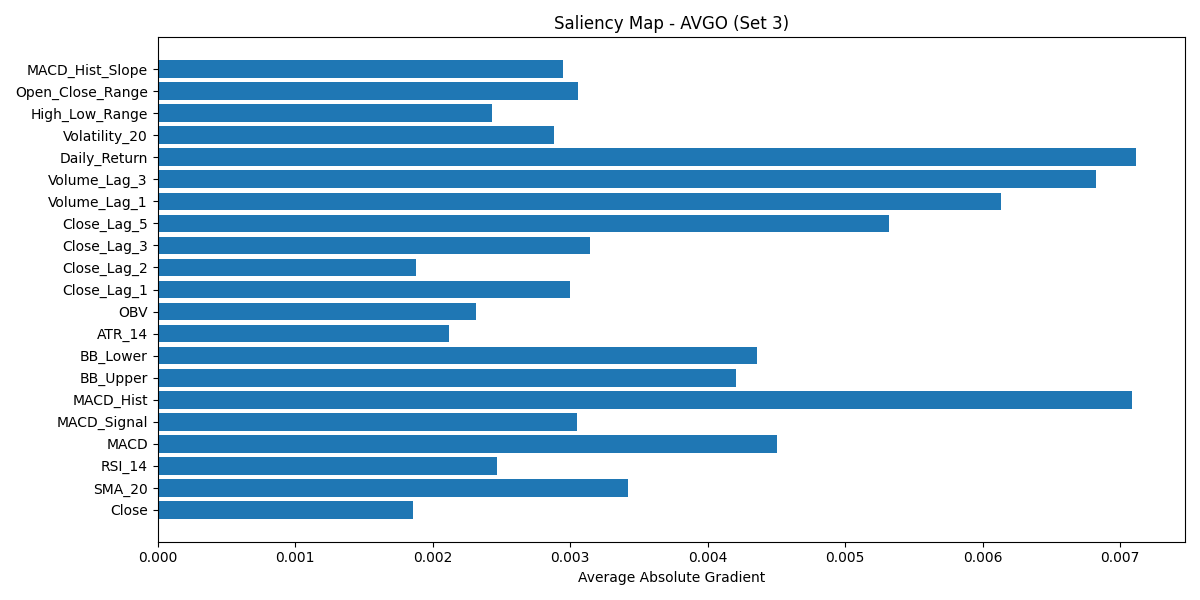 Saliency Map - AVGO (Set 3)
MACD_Hist_Slope
Open_Close_Range
High_Low_Range
Volatility_20
Daily_Return
Volume_Lag_3
Volume_Lag_1
Close_Lag_5
Close_Lag_3
Close_Lag_2
Close_Lag_1
OBV
ATR_14
BB_Lower
BB_Upper
MACD_Hist
MACD_Signal
MACD
RSI_14
SMA_20
Close
0.000 0.001 0.002 0.003 0.004 0.005 0.006 0.007
Average Absolute Gradient